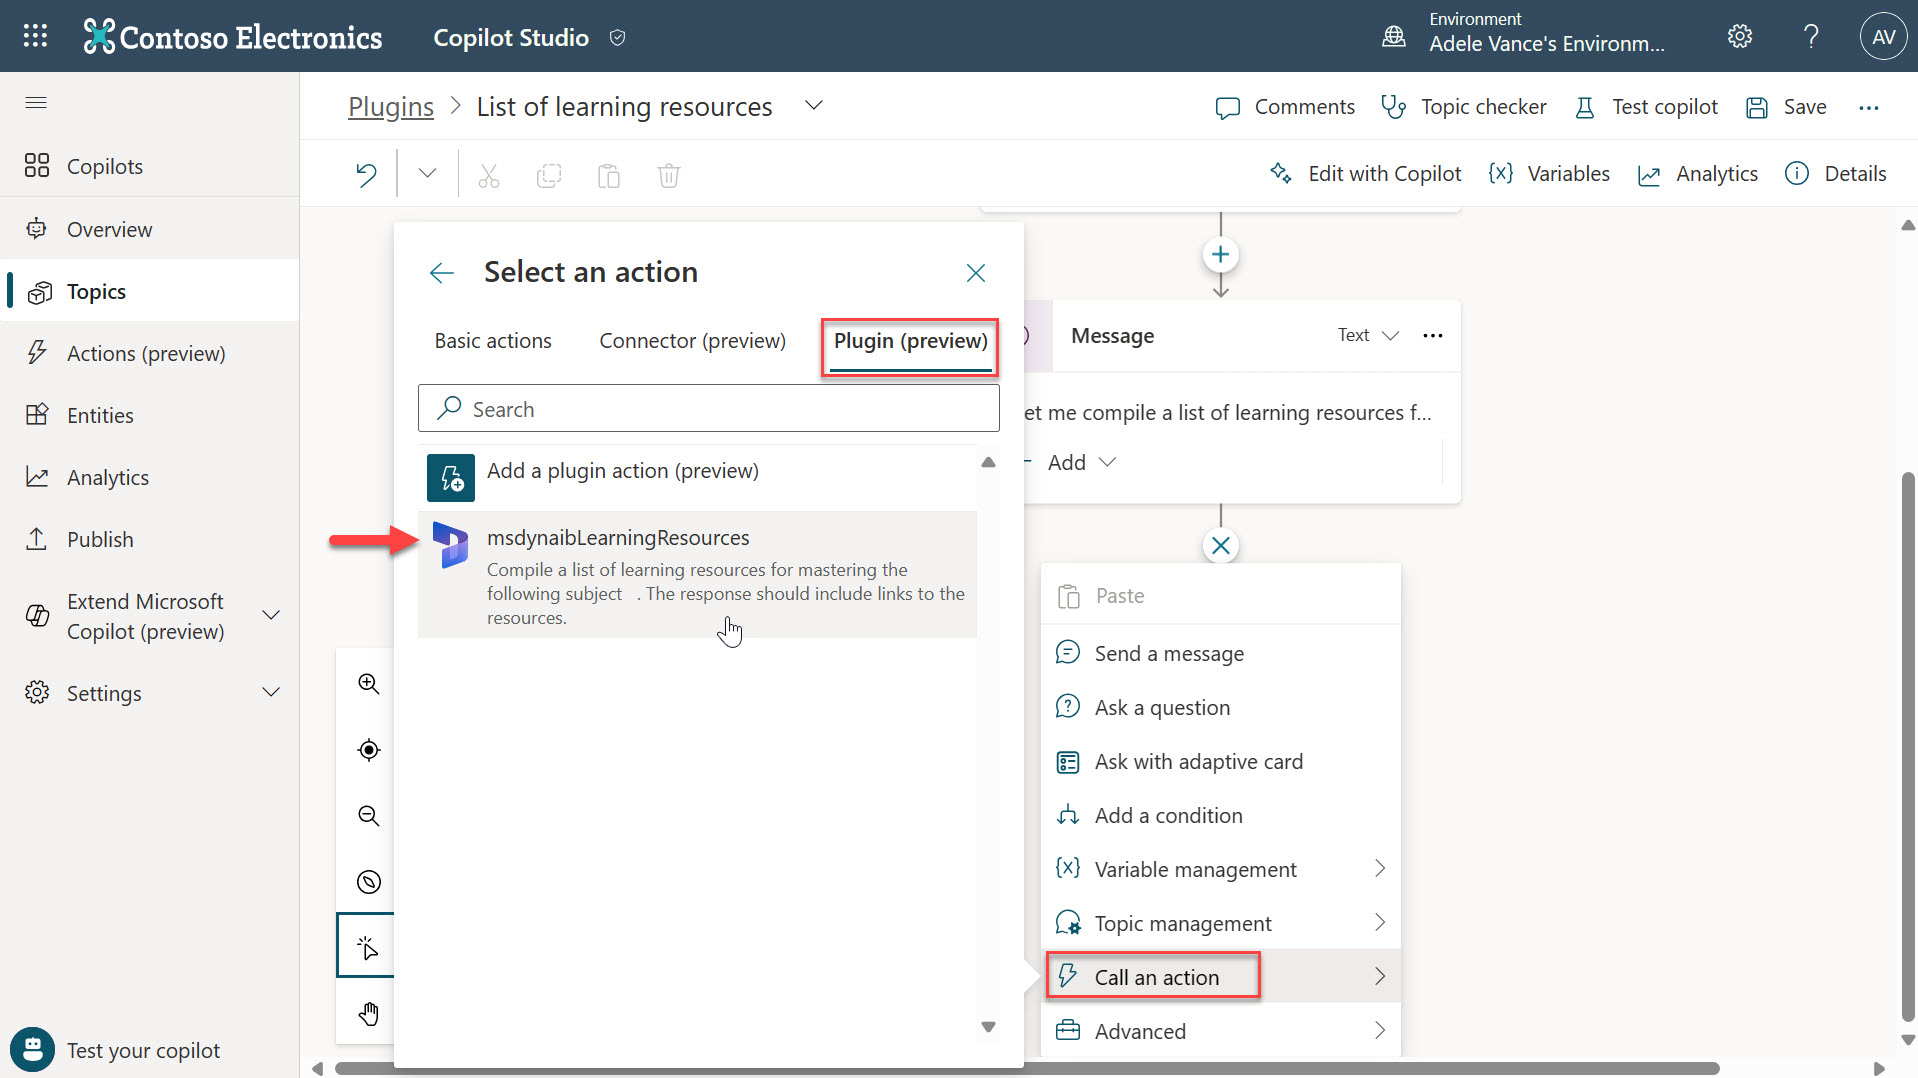 Contoso Electronics
Copilot Studio
Environment
Adele Vance's Environm...
AV
Plugins > List of learning resources
Comments
Topic checker
Test copilot
Save
Edit with Copilot
Variables
Analytics
Details
Copilots
Overview
Topics
Actions (preview)
Entities
Analytics
Publish
Extend Microsoft
Copilot (preview)
Settings
Test your copilot
Select an action
Basic actions
Connector (preview)
Plugin (preview)
Search
Add a plugin action (preview)
msdynaibLearningResources
Compile a list of learning resources for mastering the
following subject . The response should include links to the
resources.
Message
Text
et me compile a list of learning resources f...
Add
Paste
Send a message
Ask a question
Ask with adaptive card
Add a condition
Variable management
Topic management
Call an action
Advanced